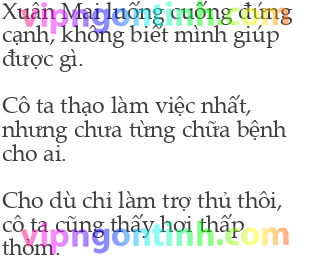 Xuân Mai luống cuống đứng
vipngontinh.com
cạnh, không biết mình giúp
được gì.
Cô ta thạo làm việc nhất,
nhưng chưa từng chữa bệnh
cho ai.
Cho dù chỉ làm trợ thủ thôi,
cô ta cũng thấy hơi thấp
vipngontinh.com
thỏm.